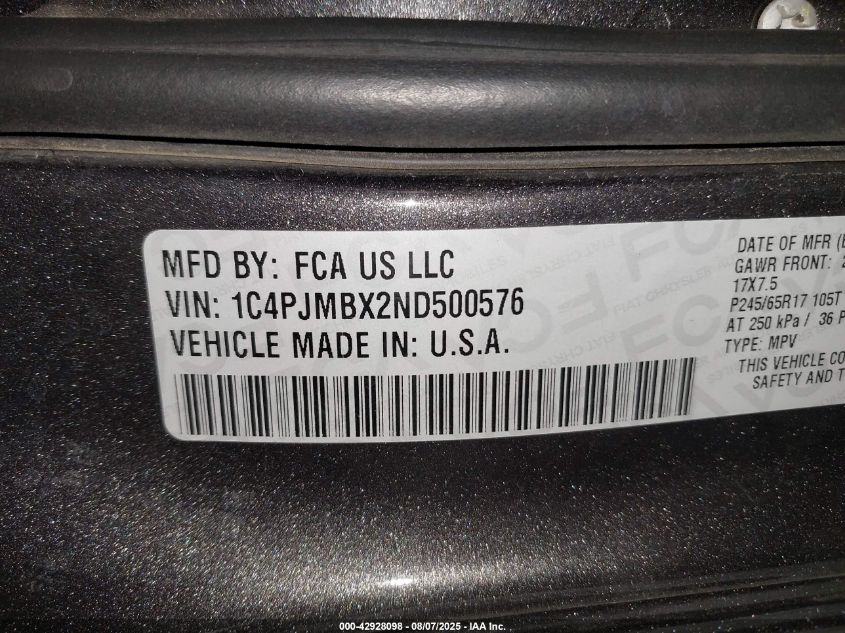 MFD BY: FCA US LLC
VIN: 1C4PJMBX2ND500576
VEHICLE MADE IN: U.S.A.
DATE OF MFR (
GAWR FRONT:
17X7.5
P245/65R17 105T
AT 250 kPa / 36 P
TYPE: MPV
THIS VEHICLE CO
SAFETY AND T
000-42928098 - 08/07/2025 - IAA Inc.